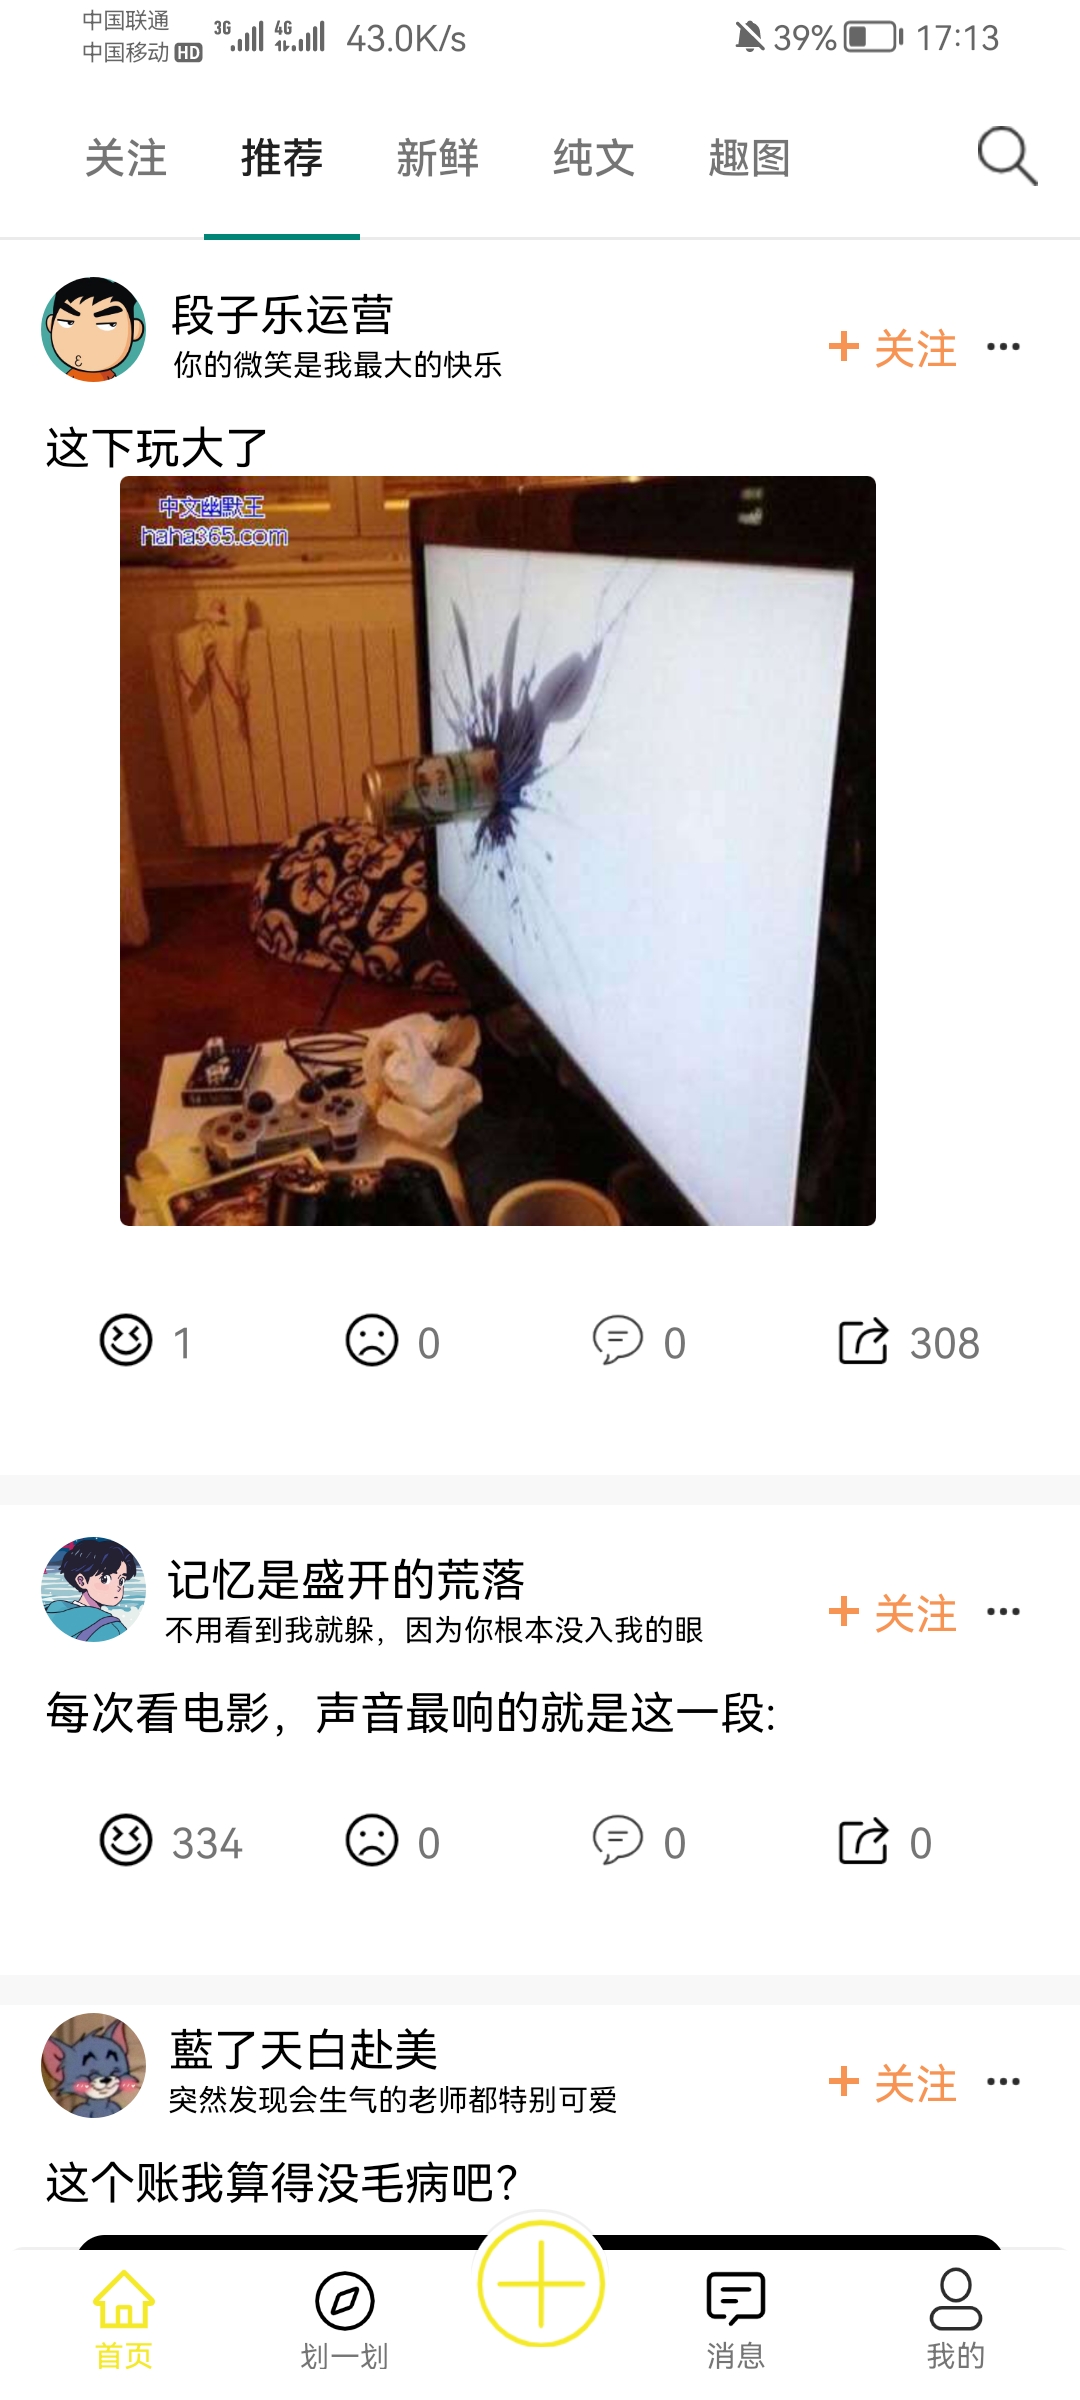 中国联通
中国移动 HD 3G 4G 43.0K/s 39% 17:13
关注 推荐 新鲜 纯文 趣图
段子乐运营
你的微笑是我最大的快乐
+ 关注 •••
这下玩大了
中文幽默王
haha365.com
1 0 0 308
记忆是盛开的荒落
不用看到我就躲，因为你根本没入我的眼
+ 关注 •••
每次看电影，声音最响的就是这一段:
334 0 0 0
藍了天白赴美
突然发现会生气的老师都特别可爱
+ 关注 •••
这个账我算得没毛病吧?
首页 划一划 消息 我的